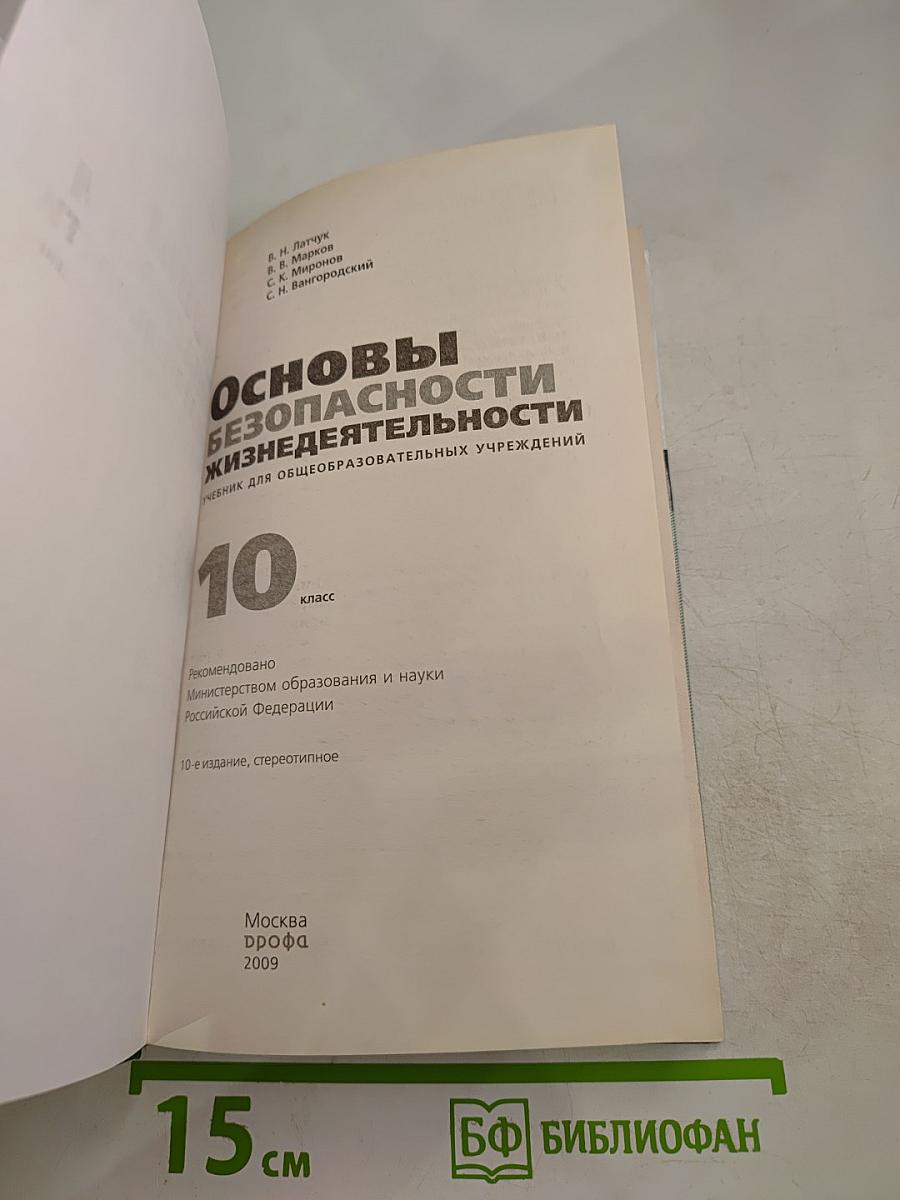 В. Н. Латчук
В. В. Марков
С. К. Миронов
С. Н. Вангородский
ОСНОВЫ
БЕЗОПАСНОСТИ
ЖИЗНЕДЕЯТЕЛЬНОСТИ
УЧЕБНИК ДЛЯ ОБЩЕОБРАЗОВАТЕЛЬНЫХ УЧРЕЖДЕНИЙ
10 класс
Рекомендовано
Министерством образования и науки
Российской Федерации
10-е издание, стереотипное
Москва
дрофа
2009
15 см
БФ БИБЛИОФАН